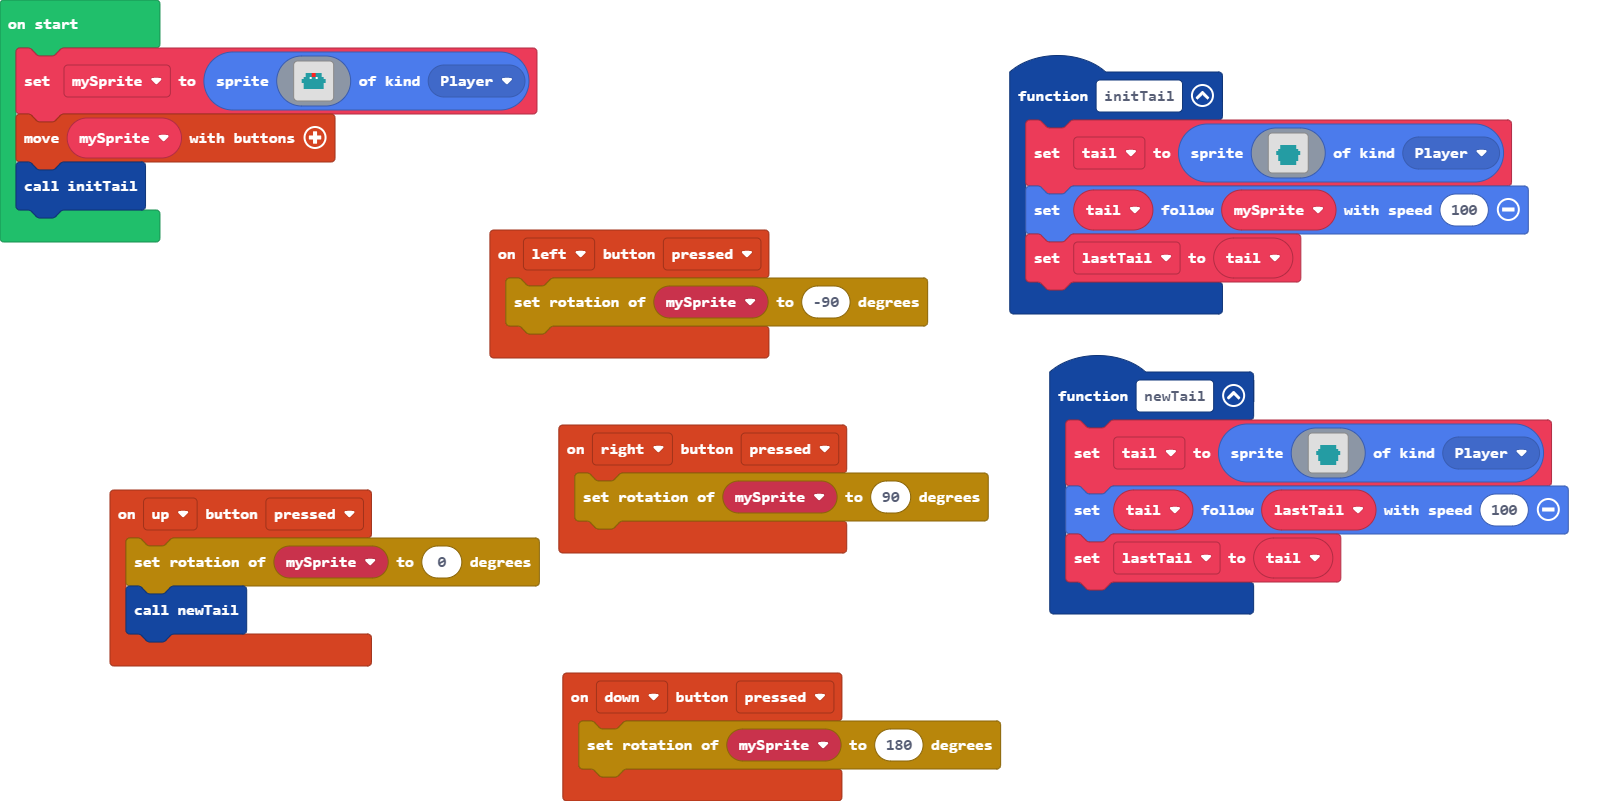 on start
set mySprite to sprite of kind Player
move mySprite with buttons
call initTail
on left button pressed
set rotation of mySprite to -90 degrees
on right button pressed
set rotation of mySprite to 90 degrees
on up button pressed
set rotation of mySprite to 0 degrees
call newTail
on down button pressed
set rotation of mySprite to 180 degrees
function initTail
set tail to sprite of kind Player
set tail follow mySprite with speed 100
set lastTail to tail
function newTail
set tail to sprite of kind Player
set tail follow lastTail with speed 100
set lastTail to tail